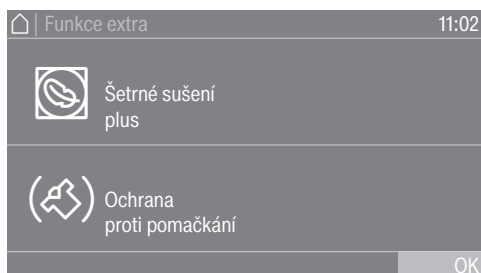 Funkce extra 11:02
Šetrné sušení
plus
Ochrana
proti pomačkání
OK